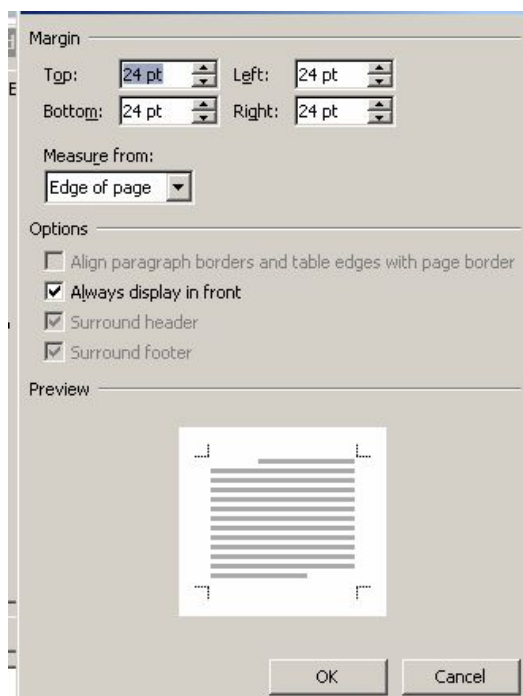 Margin
Top: 24 pt Left: 24 pt
Bottom: 24 pt Right: 24 pt
Measure from:
Edge of page
Options
Align paragraph borders and table edges with page border
Always display in front
Surround header
Surround footer
Preview
OK Cancel